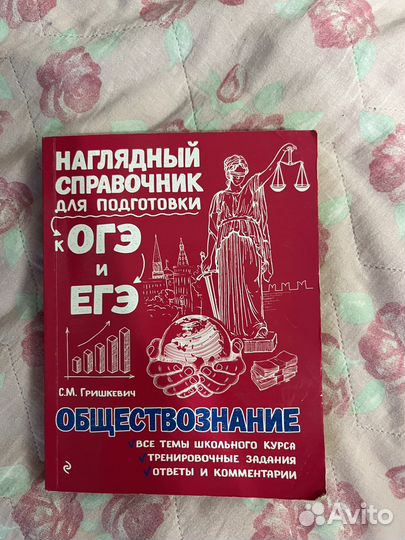 НАГЛЯДНЫЙ
СПРАВОЧНИК
ДЛЯ ПОДГОТОВКИ
К ОГЭ
И
ЕГЭ
С.М. Гришкевич
ОБЩЕСТВОЗНАНИЕ
ВСЕ ТЕМЫ ШКОЛЬНОГО КУРСА
ТРЕНИРОВОЧНЫЕ ЗАДАНИЯ
ОТВЕТЫ И КОММЕНТАРИИ
Avito